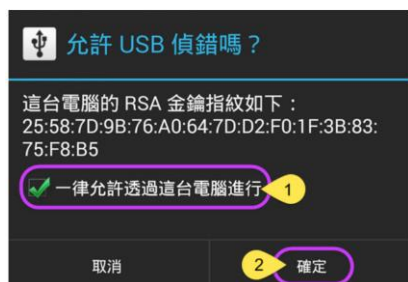 允許 USB 偵錯嗎？
這台電腦的 RSA 金鑰指紋如下：
25:58:7D:9B:76:A0:64:7D:D2:F0:1F:3B:83:
75:F8:B5
一律允許透過這台電腦進行
1
取消
2
確定